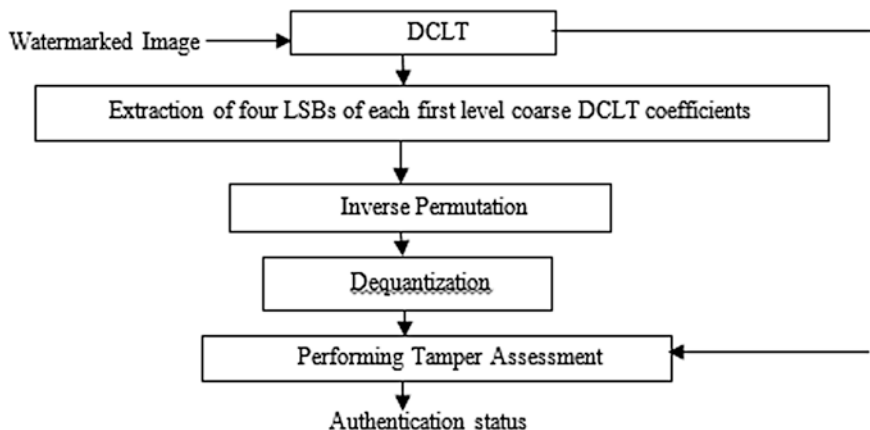 DCLT
Watermarked Image
Extraction of four LSBs of each first level coarse DCLT coefficients
Inverse Permutation
Dequantization
Performing Tamper Assessment
Authentication status